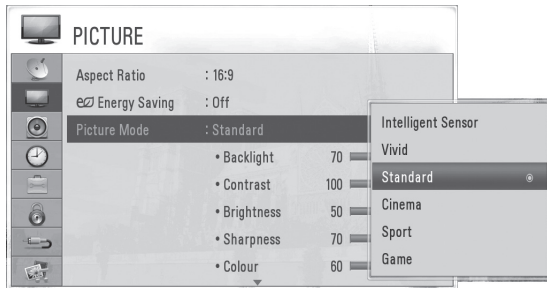 PICTURE
Aspect Ratio : 16:9
Energy Saving : Off
Picture Mode : Standard
• Backlight 70
• Contrast 100
• Brightness 50
• Sharpness 70
• Colour 60
Intelligent Sensor
Vivid
Standard
Cinema
Sport
Game